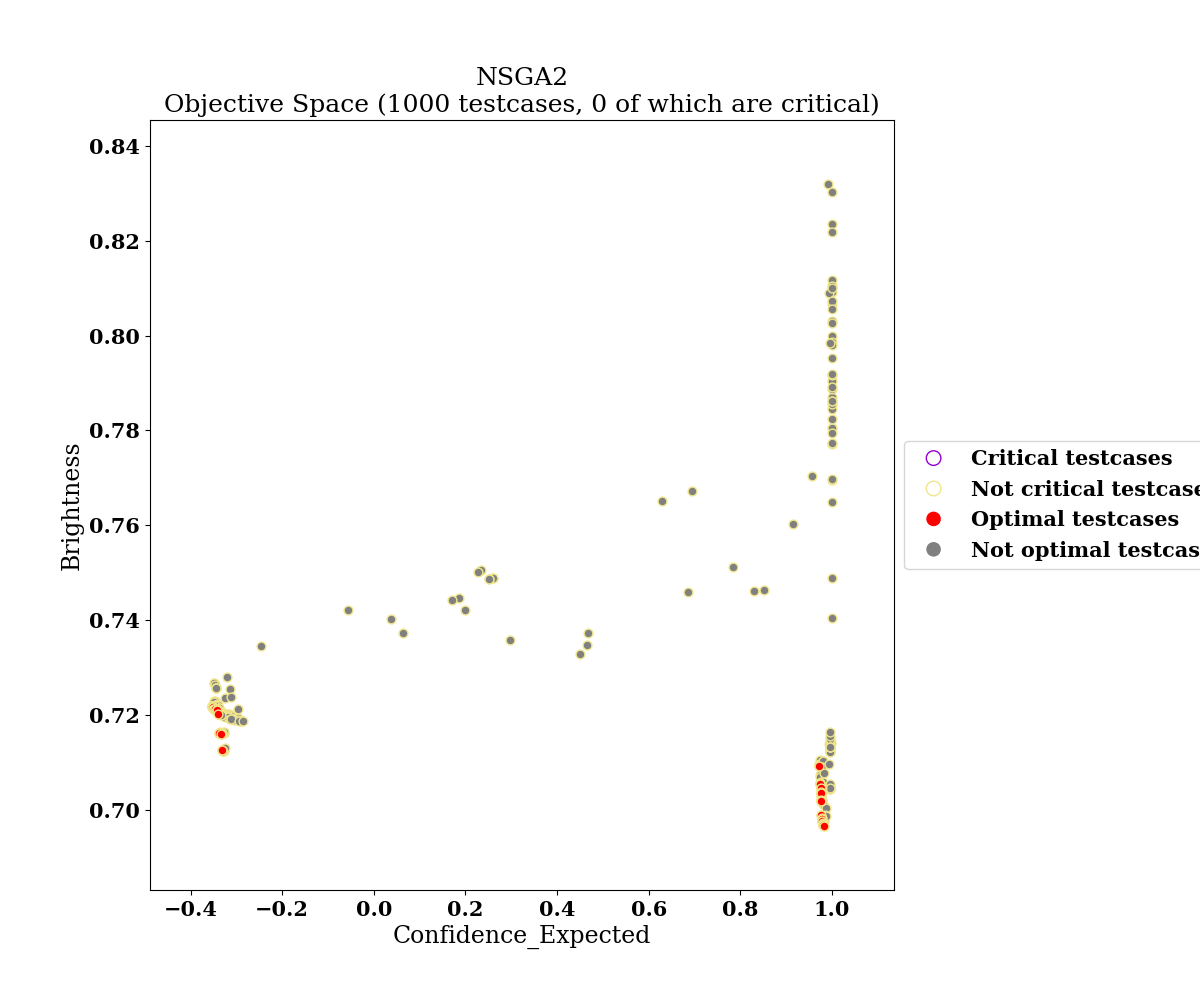 NSGA2
Objective Space (1000 testcases, 0 of which are critical)
0.84
0.82
0.80
0.78
0.76
0.74
0.72
0.70
Brightness
−0.4 −0.2 0.0 0.2 0.4 0.6 0.8 1.0
Confidence_Expected
Critical testcases
Not critical testcase
Optimal testcases
Not optimal testcas